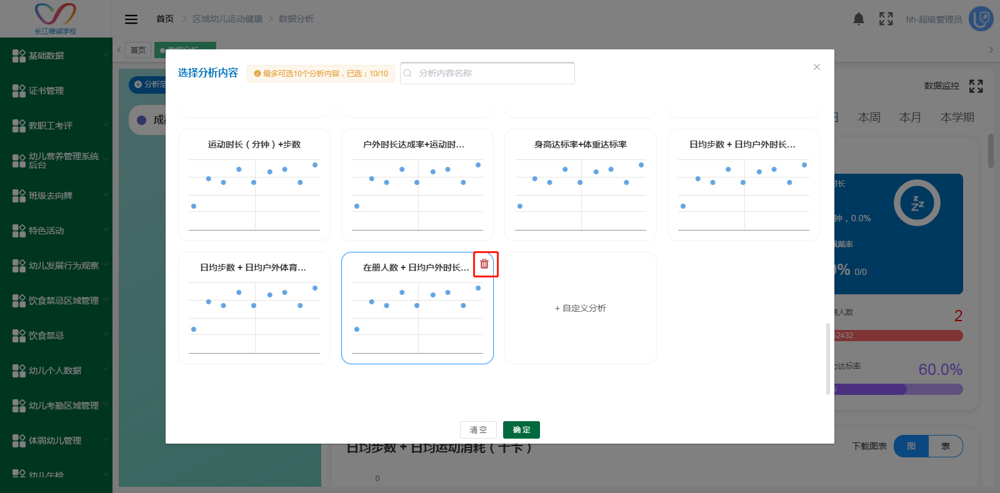 长江唯诚学校
首页
区域幼儿运动健康
数据分析
hh-超级管理员
基础数据
证书管理
教职工考评
幼儿营养管理系统
后台
班级去向牌
特色活动
幼儿发展行为观察
饮食禁忌区域管理
饮食禁忌
幼儿个人数据
幼儿考勤区域管理
体弱幼儿管理
幼儿午检
首页
数据分析
分析范
选择分析内容
最多可选10个分析内容，已选：10/10
分析内容名称
数据监控
日
本周
本月
本学期
运动时长（分钟）+步数
户外时长达成率+运动时...
身高达标率+体重达标率
日均步数 + 日均户外时长...
日均步数 + 日均户外体育...
在册人数 + 日均户外时长...
+ 自定义分析
清空
确定
时长
钟，0.0%
佩戴率
0%
0/0
病人数
2
52432
力达标率
60.0%
日均步数 + 日均运动消耗（千卡）
下载图表
图
表
0